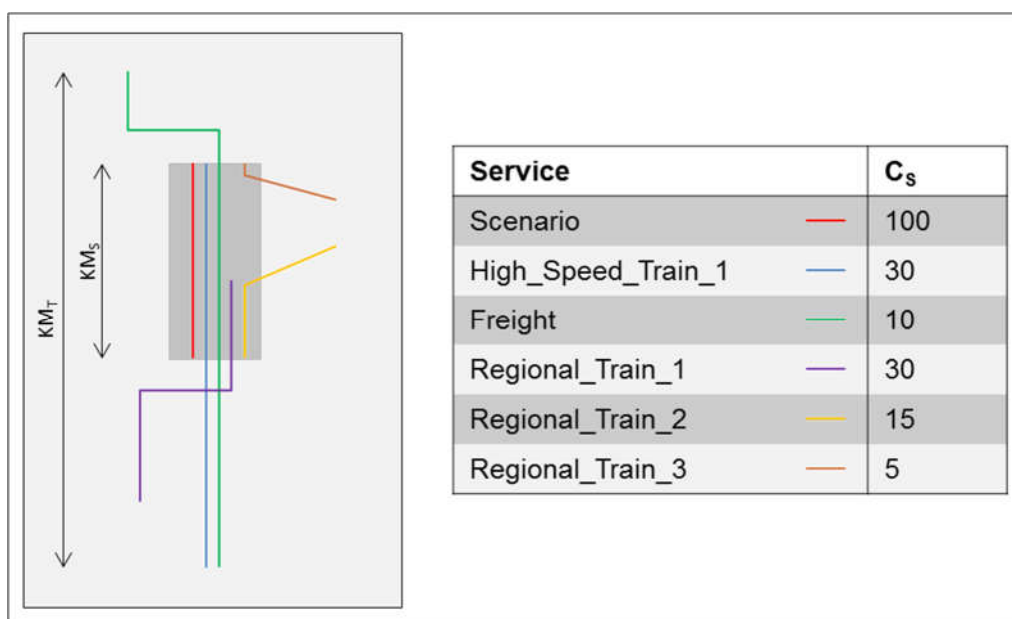 KM_T
KM_S
Service C_S
Scenario 100
High_Speed_Train_1 30
Freight 10
Regional_Train_1 30
Regional_Train_2 15
Regional_Train_3 5